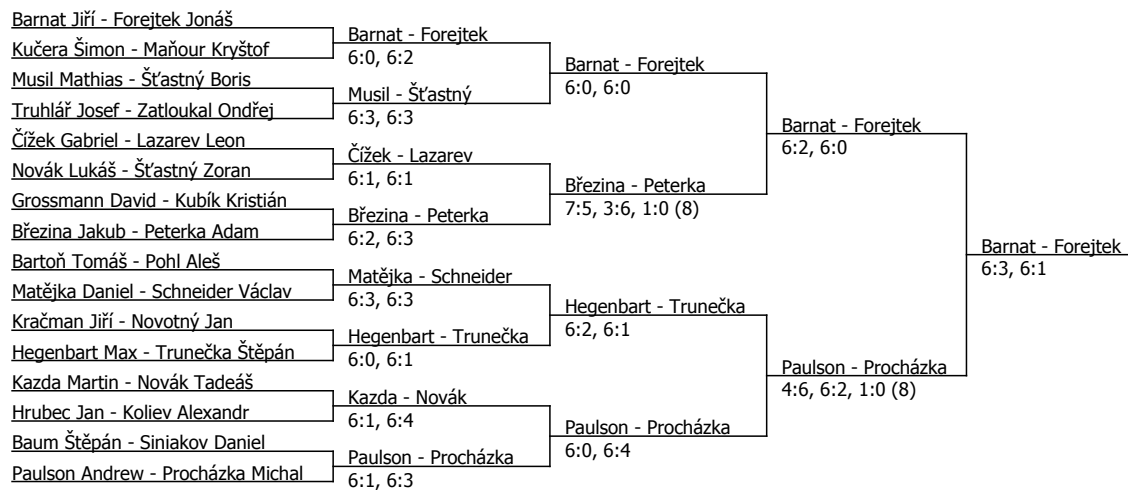 Barnat Jiří - Forejtek Jonáš
Kučera Šimon - Maňour Kryštof
Musil Mathias - Šťastný Boris
Truhlář Josef - Zatloukal Ondřej
Čížek Gabriel - Lazarev Leon
Novák Lukáš - Šťastný Zoran
Grossmann David - Kubík Kristián
Březina Jakub - Peterka Adam
Bartoň Tomáš - Pohl Aleš
Matějka Daniel - Schneider Václav
Kračman Jiří - Novotný Jan
Hegenbart Max - Trunečka Štěpán
Kazda Martin - Novák Tadeáš
Hrubec Jan - Koliev Alexandr
Baum Štěpán - Siniakov Daniel
Paulson Andrew - Procházka Michal
Barnat - Forejtek
6:0, 6:2
Musil - Šťastný
6:3, 6:3
Čížek - Lazarev
6:1, 6:1
Březina - Peterka
6:2, 6:3
Matějka - Schneider
6:3, 6:3
Hegenbart - Trunečka
6:0, 6:1
Kazda - Novák
6:1, 6:4
Paulson - Procházka
6:1, 6:3
Barnat - Forejtek
6:0, 6:0
Březina - Peterka
7:5, 3:6, 1:0 (8)
Hegenbart - Trunečka
6:2, 6:1
Paulson - Procházka
6:0, 6:4
Barnat - Forejtek
6:2, 6:0
Paulson - Procházka
4:6, 6:2, 1:0 (8)
Barnat - Forejtek
6:3, 6:1